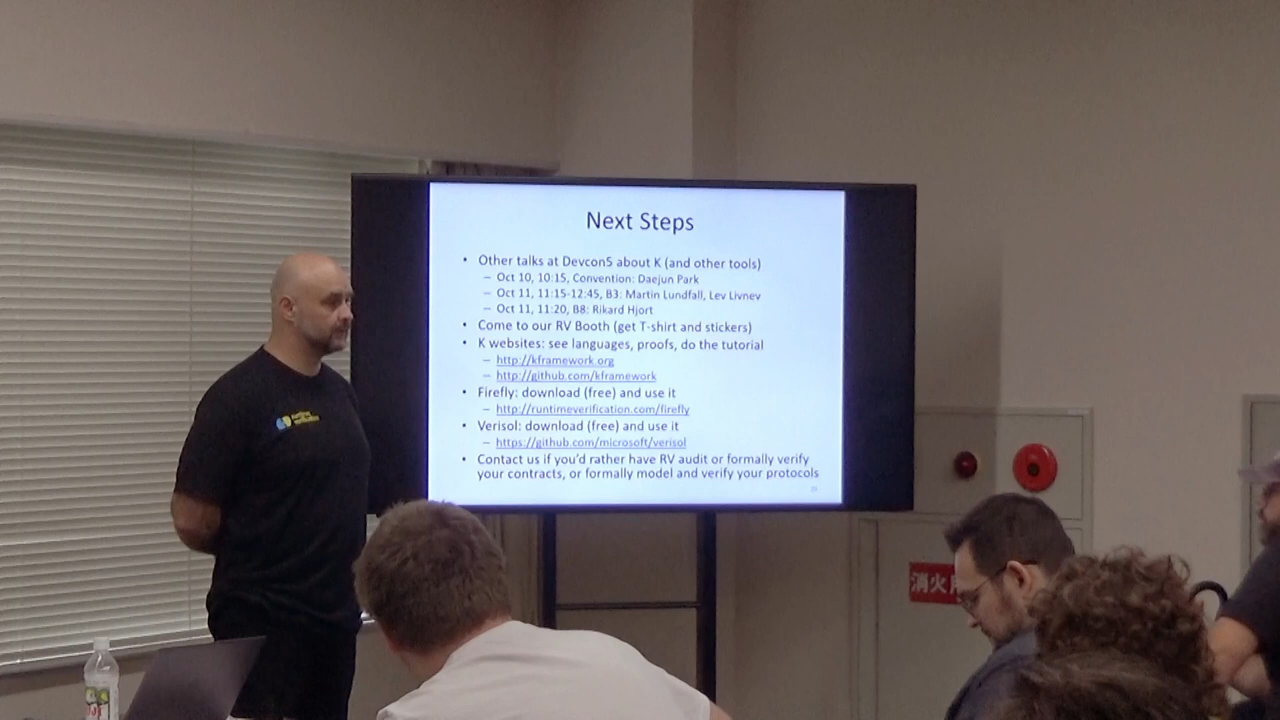 Next Steps
• Other talks at Devcon5 about K (and other tools)
– Oct 10, 10:15, Convention: Daejun Park
– Oct 11, 11:15-12:45, B3: Martin Lundfall, Lev Livnev
– Oct 11, 11:20, B8: Rikard Hjort
• Come to our RV Booth (get T-shirt and stickers)
• K websites: see languages, proofs, do the tutorial
– http://kframework.org
– http://github.com/kframework
• Firefly: download (free) and use it
– http://runtimeverification.com/firefly
• Verisol: download (free) and use it
– https://github.com/microsoft/verisol
• Contact us if you'd rather have RV audit or formally verify
your contracts, or formally model and verify your protocols
runtime
verification
消火